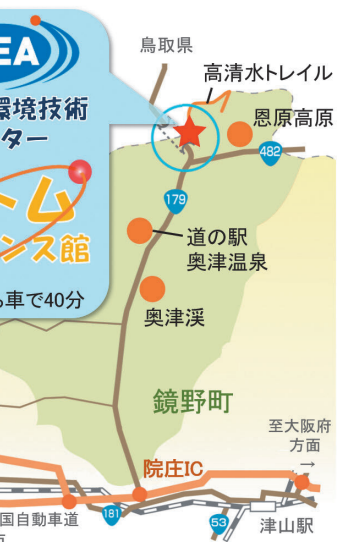 EA
鳥取県
高清水トレイル
環境技術
ター
恩原高原
482
179
トム
ンス館
道の駅
奥津温泉
ら車で40分
奥津渓
鏡野町
至大阪府
方面
→
院庄IC
国自動車道
181
53
津山駅